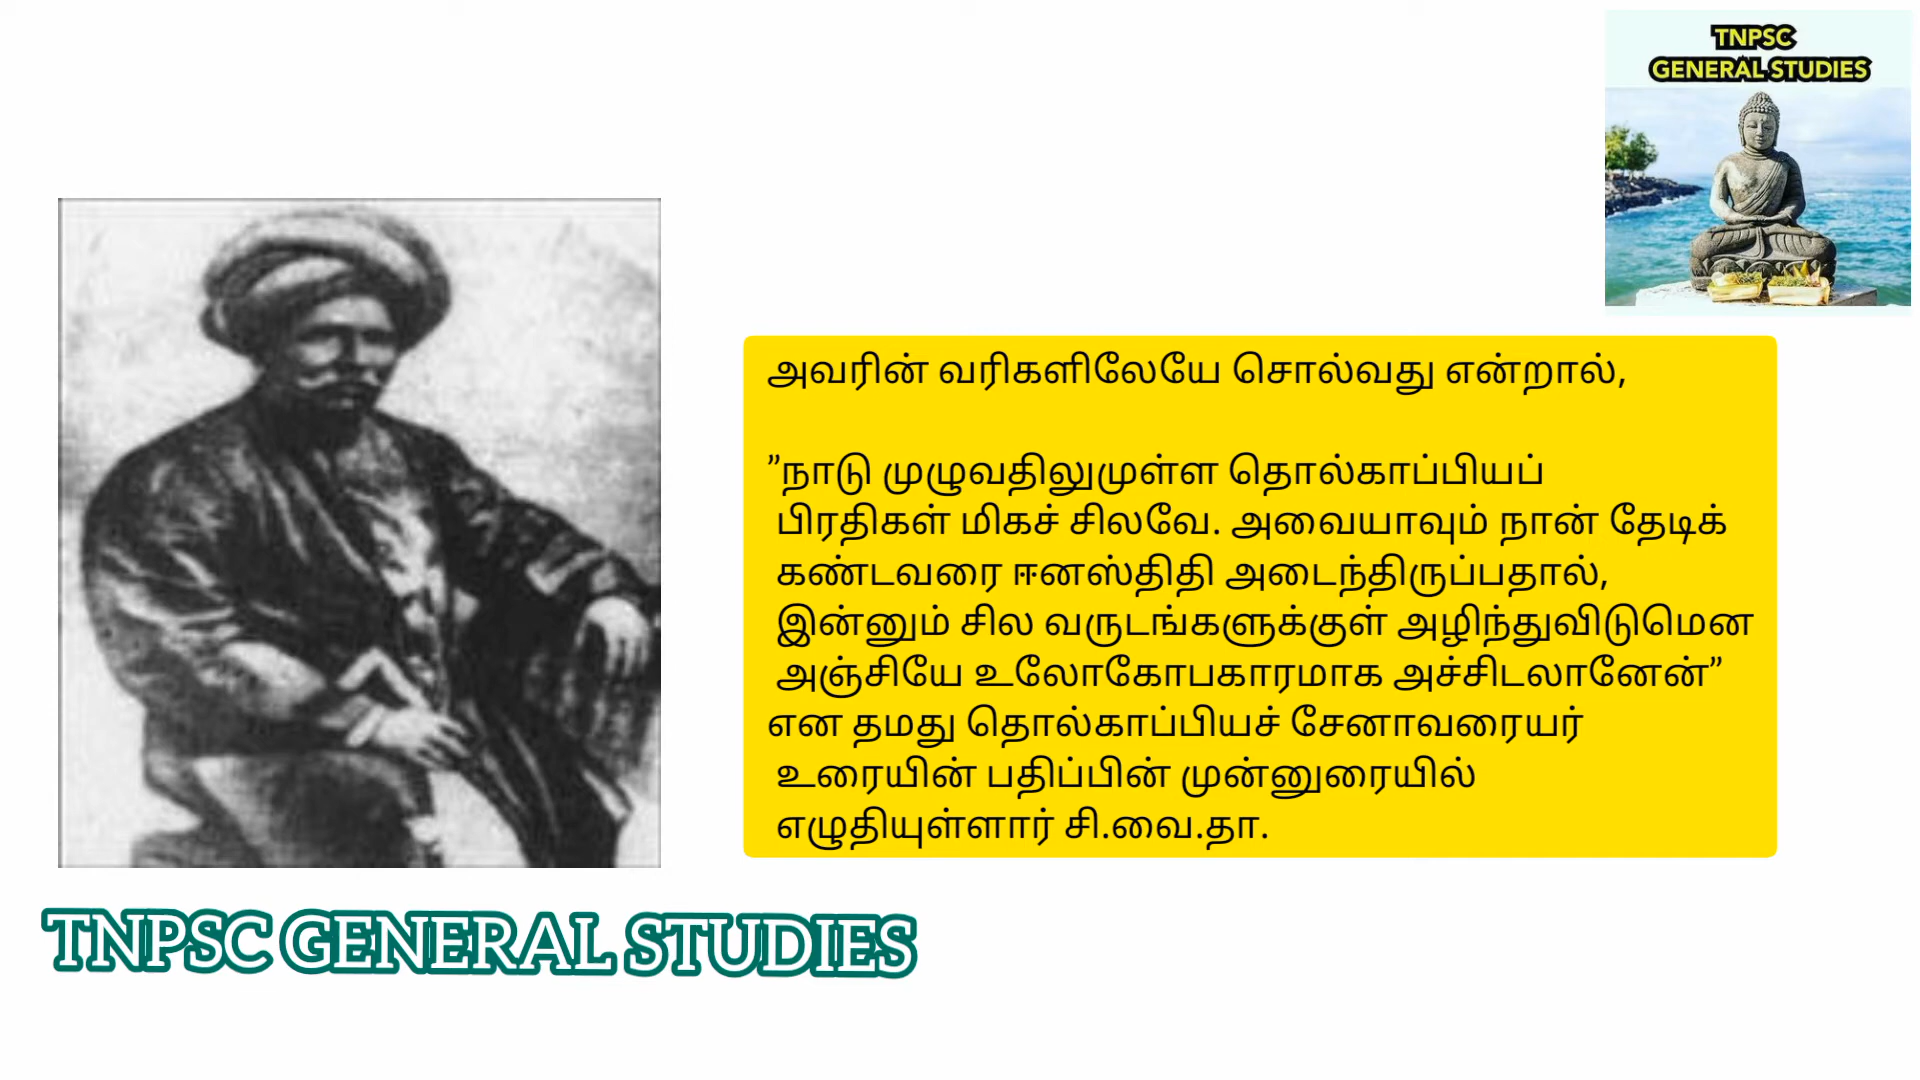 TNPSC
GENERAL STUDIES
அவரின் வரிகளிலேயே சொல்வது என்றால்,
”நாடு முழுவதிலுமுள்ள தொல்காப்பியப்
பிரதிகள் மிகச் சிலவே. அவையாவும் நான் தேடிக்
கண்டவரை ஈனஸ்திதி அடைந்திருப்பதால்,
இன்னும் சில வருடங்களுக்குள் அழிந்துவிடுமென
அஞ்சியே உலோகோபகாரமாக அச்சிடலானேன்”
என தமது தொல்காப்பியச் சேனாவரையர்
உரையின் பதிப்பின் முன்னுரையில்
எழுதியுள்ளார் சி.வை.தா.
TNPSC GENERAL STUDIES